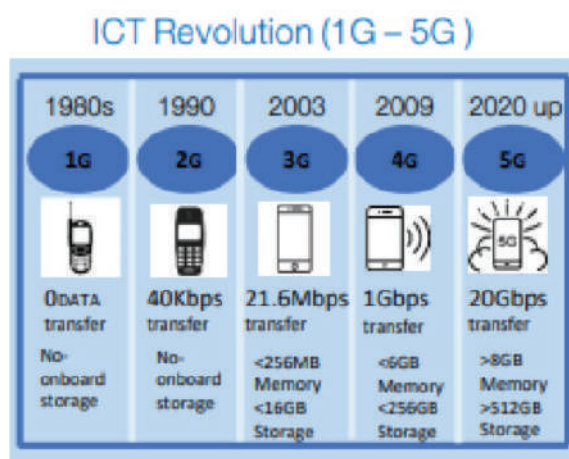 ICT Revolution (1G – 5G )
1980s
1G
0DATA
transfer
No-
onboard
storage
1990
2G
40Kbps
transfer
No-
onboard
storage
2003
3G
21.6Mbps
transfer
<256MB
Memory
<16GB
Storage
2009
4G
1Gbps
transfer
<6GB
Memory
<256GB
Storage
2020 up
5G
5G
20Gbps
transfer
>8GB
Memory
>512GB
Storage